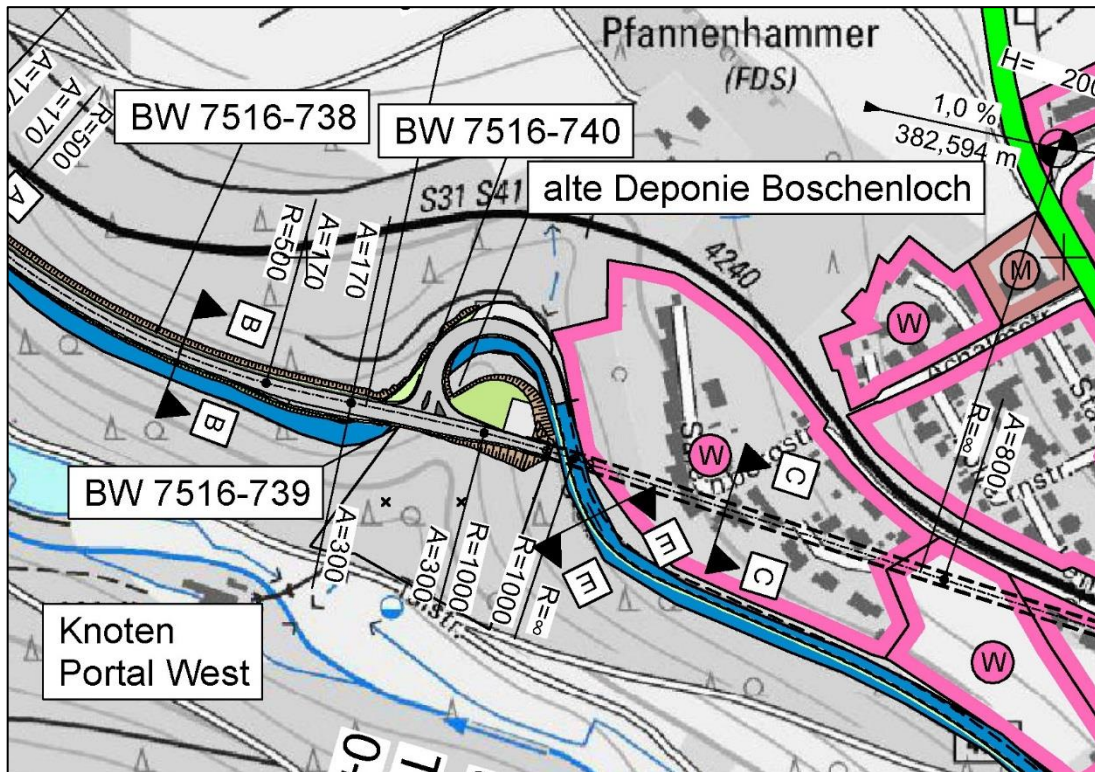 Pfannenhammer
(FDS)
H= 200
1,0 %
382,594 m
A=170
A=170
R=500
BW 7516-738
BW 7516-740
alte Deponie Boschenloch
S31 S41
4240
A
R=500
A=170
A=170
B
B
M
W
W
W
R=∞
A=800
C
C
BW 7516-739
A=300
A=300
R=1000
R=1000
R=∞
E
E
Knoten
Portal West